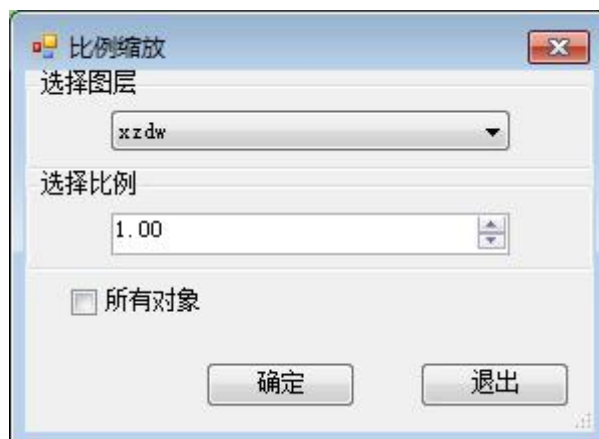 比例缩放
选择图层
xzdw
选择比例
1.00
所有对象
确定 退出